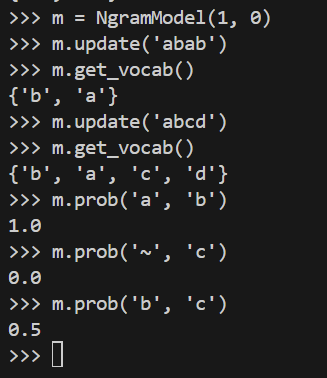 >>> m = NgramModel(1, 0)
>>> m.update('abab')
>>> m.get_vocab()
{'b', 'a'}
>>> m.update('abcd')
>>> m.get_vocab()
{'b', 'a', 'c', 'd'}
>>> m.prob('a', 'b')
1.0
>>> m.prob('~', 'c')
0.0
>>> m.prob('b', 'c')
0.5
>>>